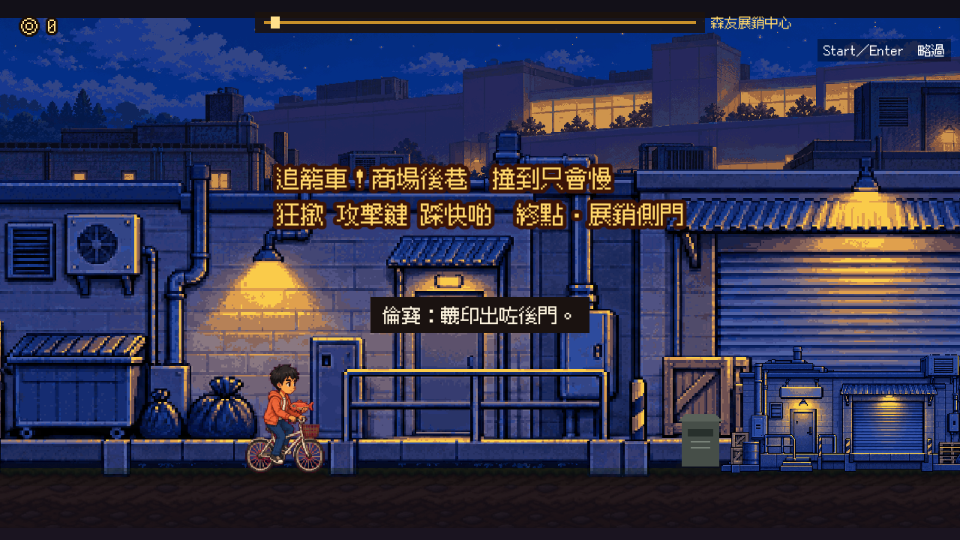 0
森友展銷中心
Start/Enter 略過
追籠車！商場後巷 撞到只會慢
狂撳 攻擊鍵 踩快啲 終點・展銷側門
倫寶：轆印出咗後門。